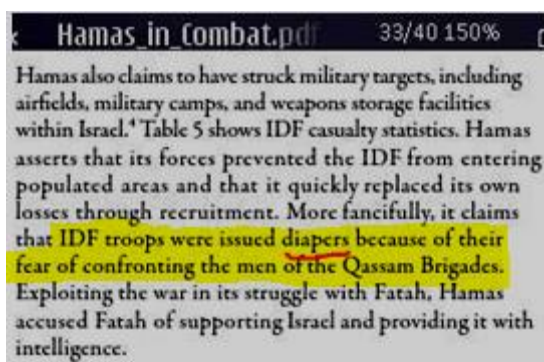 Hamas_in_Combat.pdf 33/40 150%
Hamas also claims to have struck military targets, including
airfields, military camps, and weapons storage facilities
within Israel.⁴ Table 5 shows IDF casualty statistics. Hamas
asserts that its forces prevented the IDF from entering
populated areas and that it quickly replaced its own
losses through recruitment. More fancifully, it claims
that IDF troops were issued diapers because of their
fear of confronting the men of the Qassam Brigades.
Exploiting the war in its struggle with Fatah, Hamas
accused Fatah of supporting Israel and providing it with
intelligence.